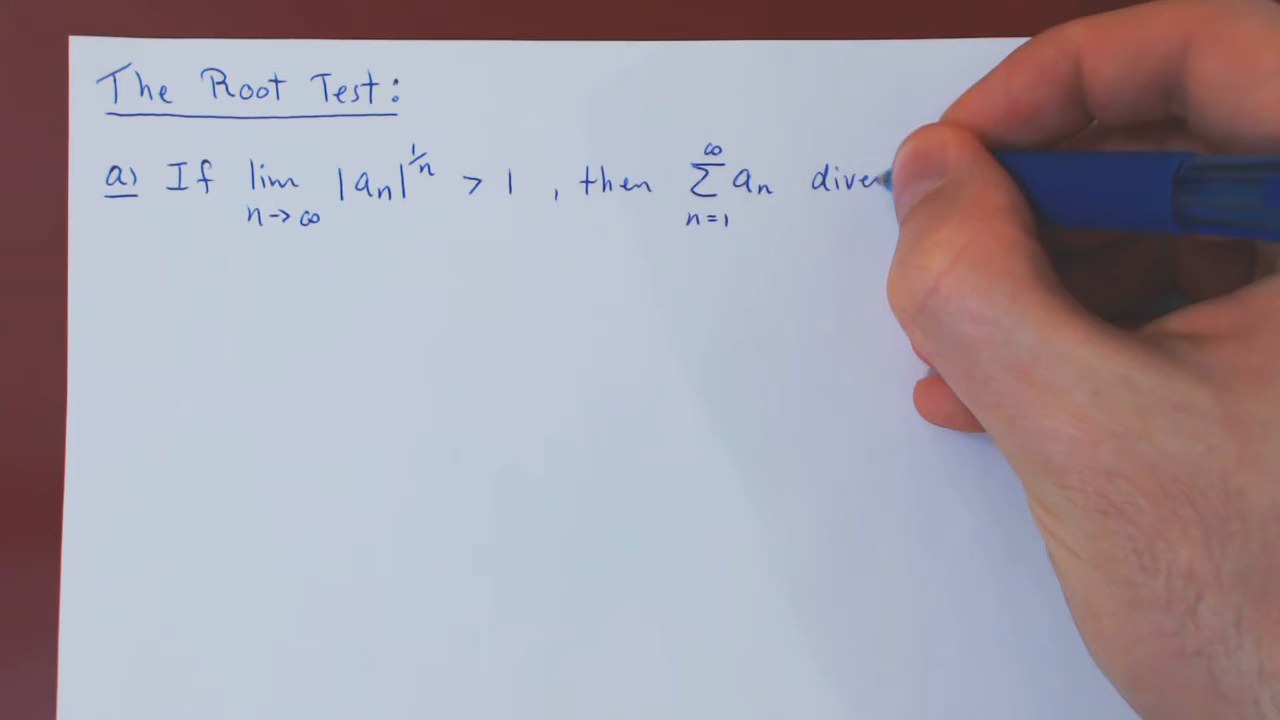 The Root Test:
a) If lim n→∞ |aₙ|^(1/n) > 1 , then ∑ n=1 ∞ aₙ dive